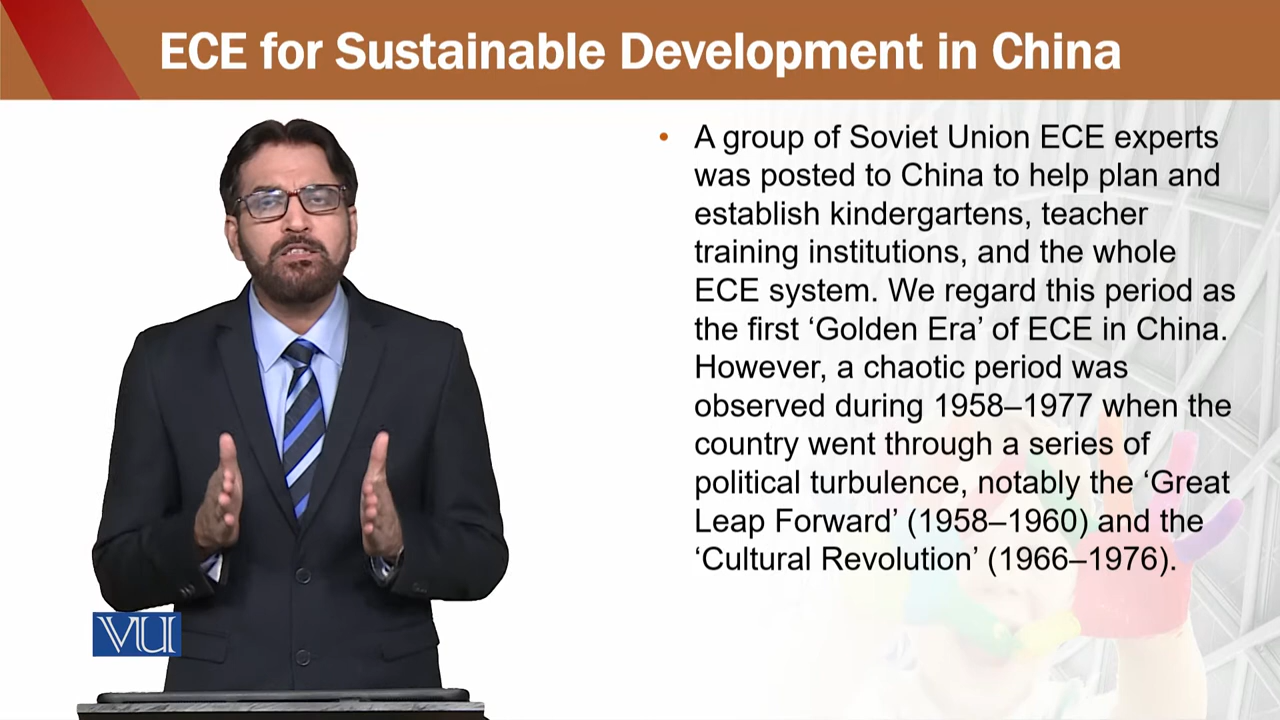 ECE for Sustainable Development in China
• A group of Soviet Union ECE experts
was posted to China to help plan and
establish kindergartens, teacher
training institutions, and the whole
ECE system. We regard this period as
the first ‘Golden Era’ of ECE in China.
However, a chaotic period was
observed during 1958–1977 when the
country went through a series of
political turbulence, notably the ‘Great
Leap Forward’ (1958–1960) and the
‘Cultural Revolution’ (1966–1976).
VU